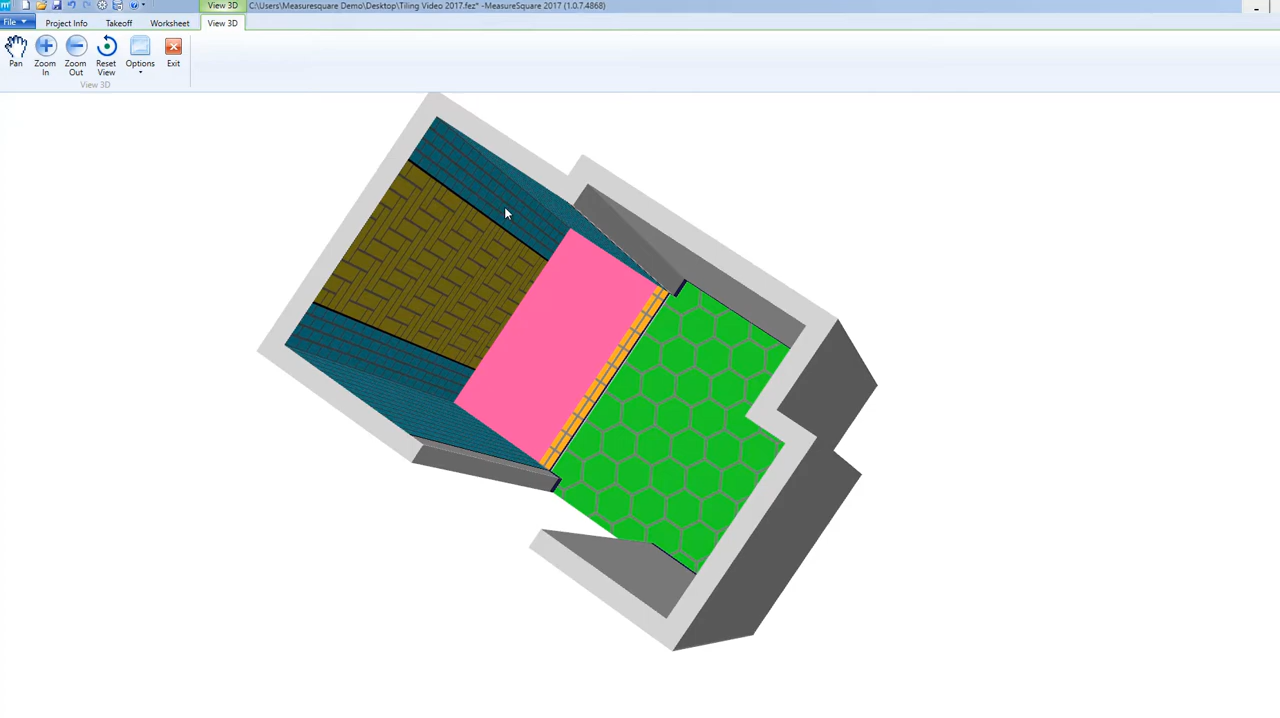 View 3D C:\Users\Measuresquare Demo\Desktop\Tiling Video 2017.fez* -MeasureSquare 2017 (1.0.7.4868)
File Project Info Takeoff Worksheet View 3D
Pan Zoom In Zoom Out Reset View Options Exit
View 3D